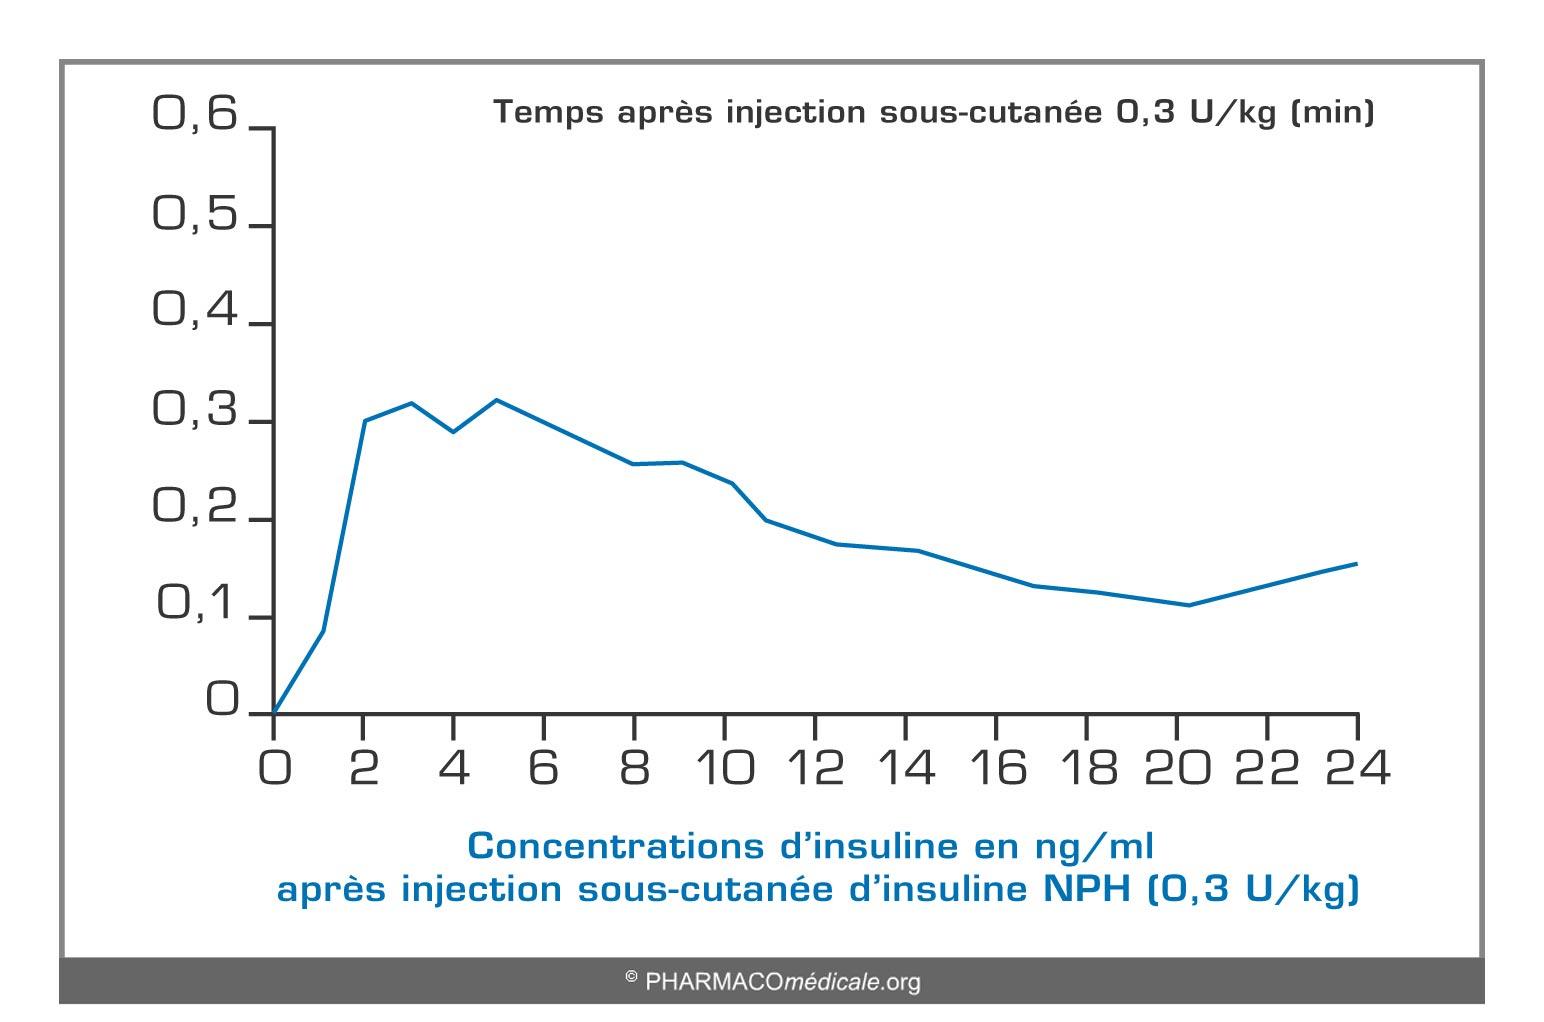 Temps après injection sous-cutanée 0,3 U/kg (min)
0,6
0,5
0,4
0,3
0,2
0,1
0
0 2 4 6 8 10 12 14 16 18 20 22 24
Concentrations d'insuline en ng/ml
après injection sous-cutanée d'insuline NPH (0,3 U/kg)
© PHARMACOmédicale.org